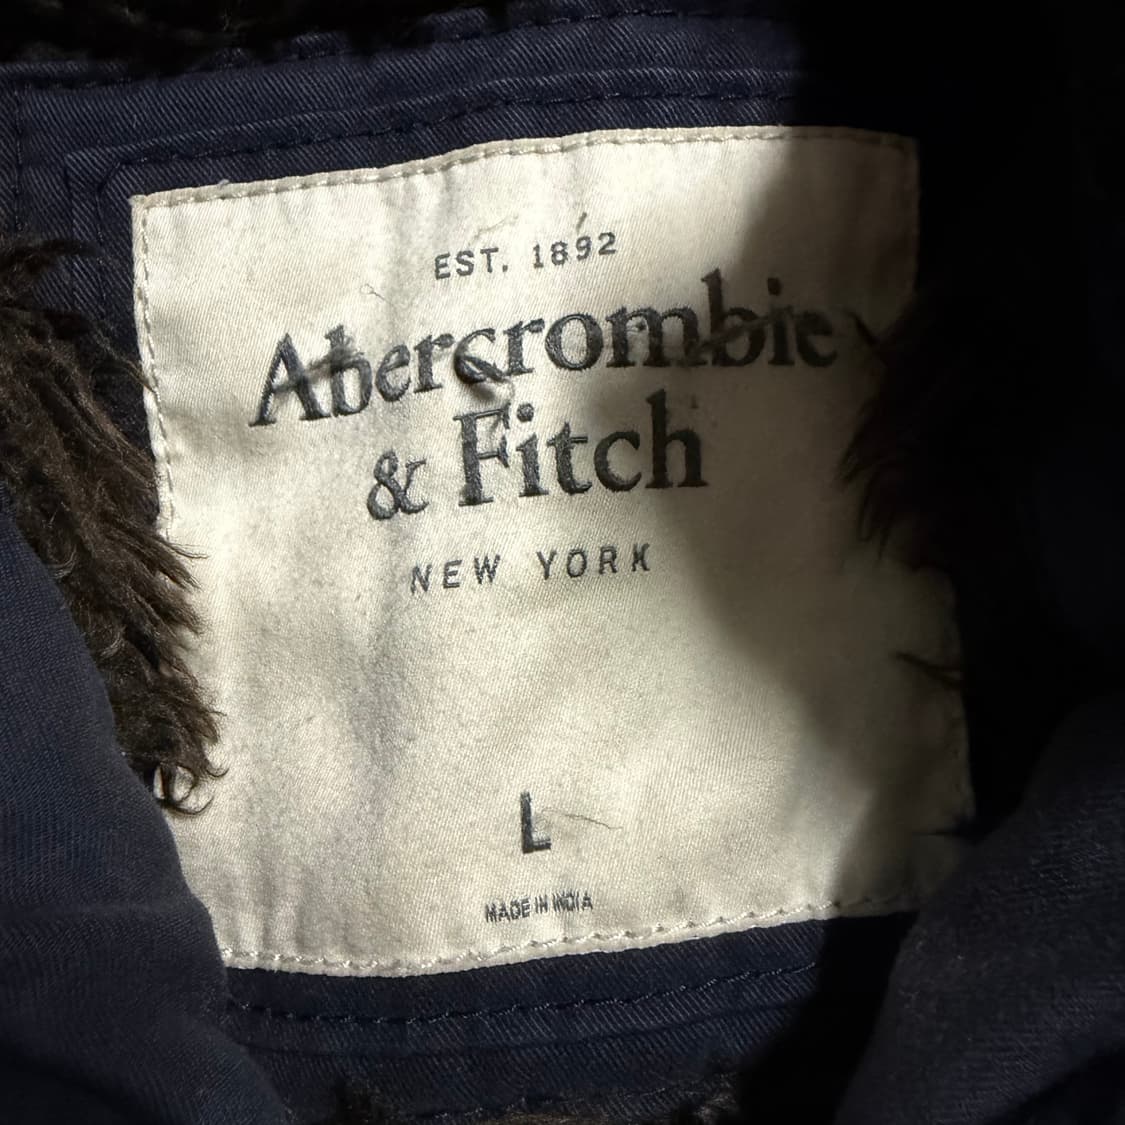 EST. 1892
Abercrombie
& Fitch
NEW YORK
L
MADE IN INDIA